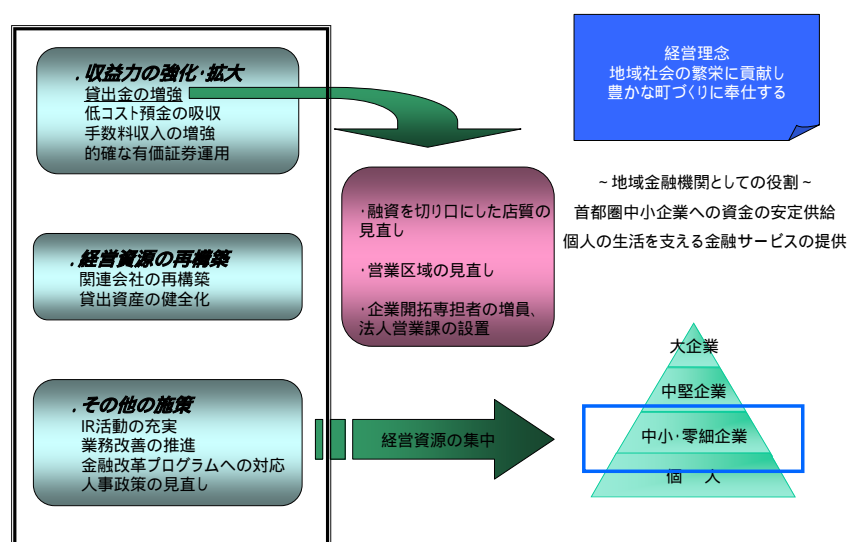 ．収益力の強化・拡大
貸出金の増強
低コスト預金の吸収
手数料収入の増強
的確な有価証券運用
．経営資源の再構築
関連会社の再構築
貸出資産の健全化
．その他の施策
IR活動の充実
業務改善の推進
金融改革プログラムへの対応
人事政策の見直し
・融資を切り口にした店質の
見直し
・営業区域の見直し
・企業開拓専担者の増員、
法人営業課の設置
経営資源の集中
経営理念
地域社会の繁栄に貢献し
豊かな町づくりに奉仕する
~地域金融機関としての役割~
首都圏中小企業への資金の安定供給
個人の生活を支える金融サービスの提供
大企業
中堅企業
中小・零細企業
個　人